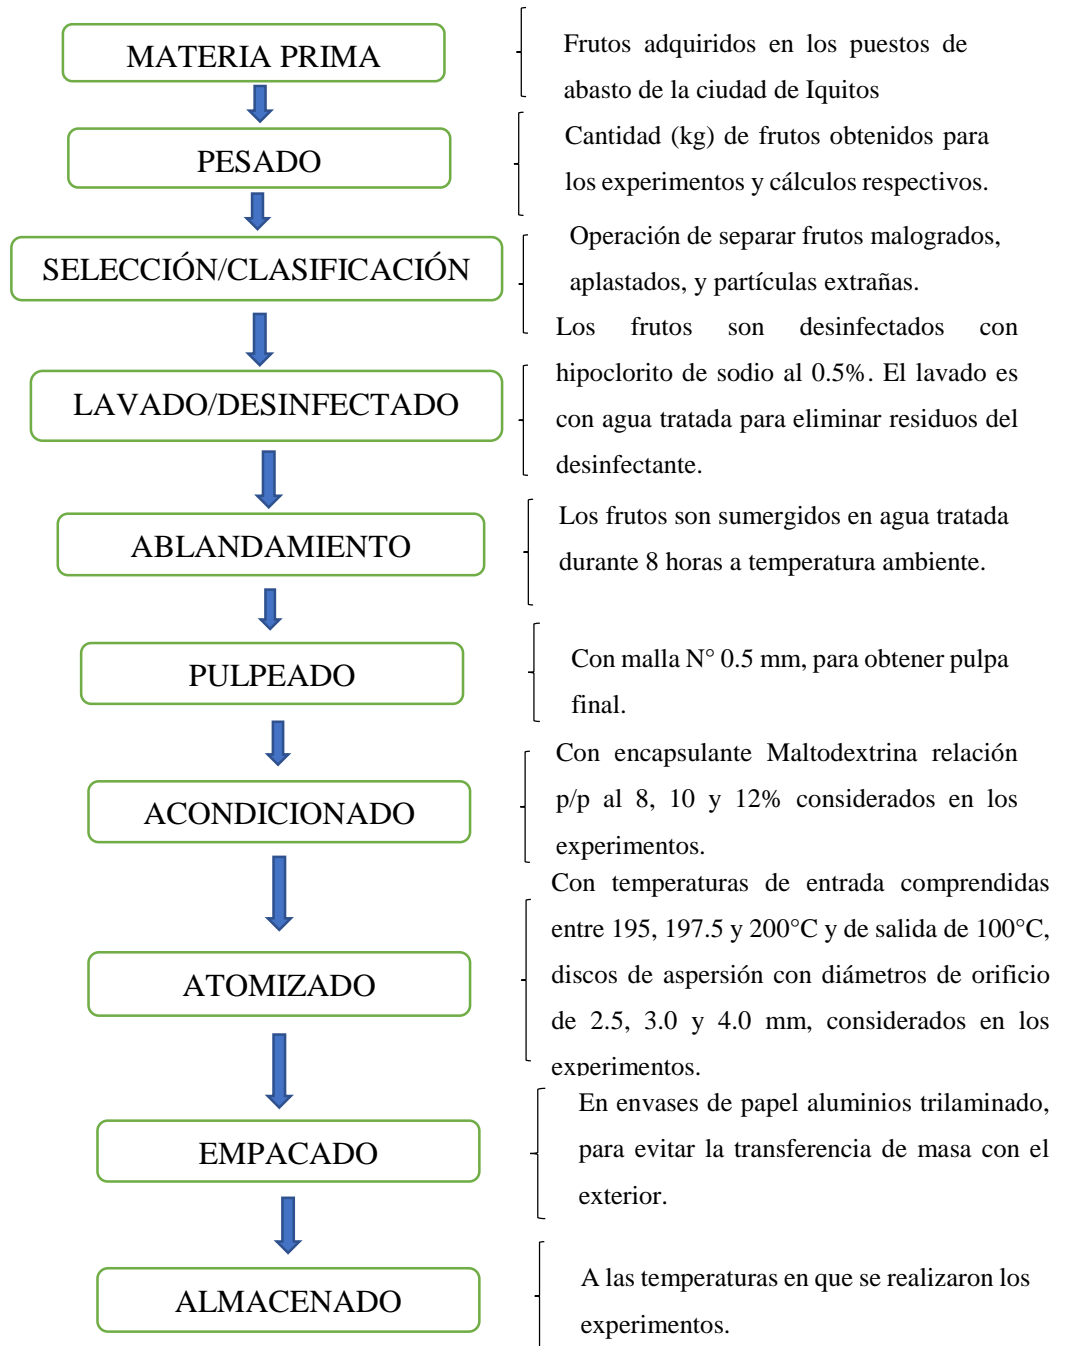 MATERIA PRIMA
Frutos adquiridos en los puestos de
abasto de la ciudad de Iquitos
PESADO
Cantidad (kg) de frutos obtenidos para
los experimentos y cálculos respectivos.
SELECCIÓN/CLASIFICACIÓN
Operación de separar frutos malogrados,
aplastados, y partículas extrañas.
LAVADO/DESINFECTADO
Los frutos son desinfectados con
hipoclorito de sodio al 0.5%. El lavado es
con agua tratada para eliminar residuos del
desinfectante.
ABLANDAMIENTO
Los frutos son sumergidos en agua tratada
durante 8 horas a temperatura ambiente.
PULPEADO
Con malla N° 0.5 mm, para obtener pulpa
final.
ACONDICIONADO
Con encapsulante Maltodextrina relación
p/p al 8, 10 y 12% considerados en los
experimentos.
ATOMIZADO
Con temperaturas de entrada comprendidas
entre 195, 197.5 y 200°C y de salida de 100°C,
discos de aspersión con diámetros de orificio
de 2.5, 3.0 y 4.0 mm, considerados en los
experimentos.
EMPACADO
En envases de papel aluminios trilaminado,
para evitar la transferencia de masa con el
exterior.
ALMACENADO
A las temperaturas en que se realizaron los
experimentos.